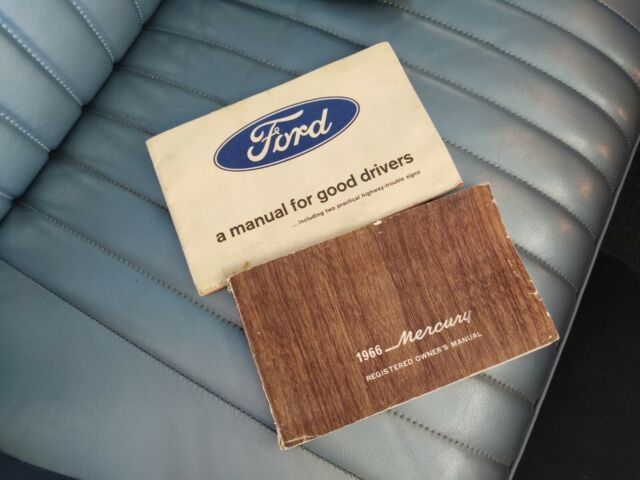 Ford
a manual for good drivers
...including two practical highway-trouble signs
1966 Mercury
REGISTERED OWNER'S MANUAL